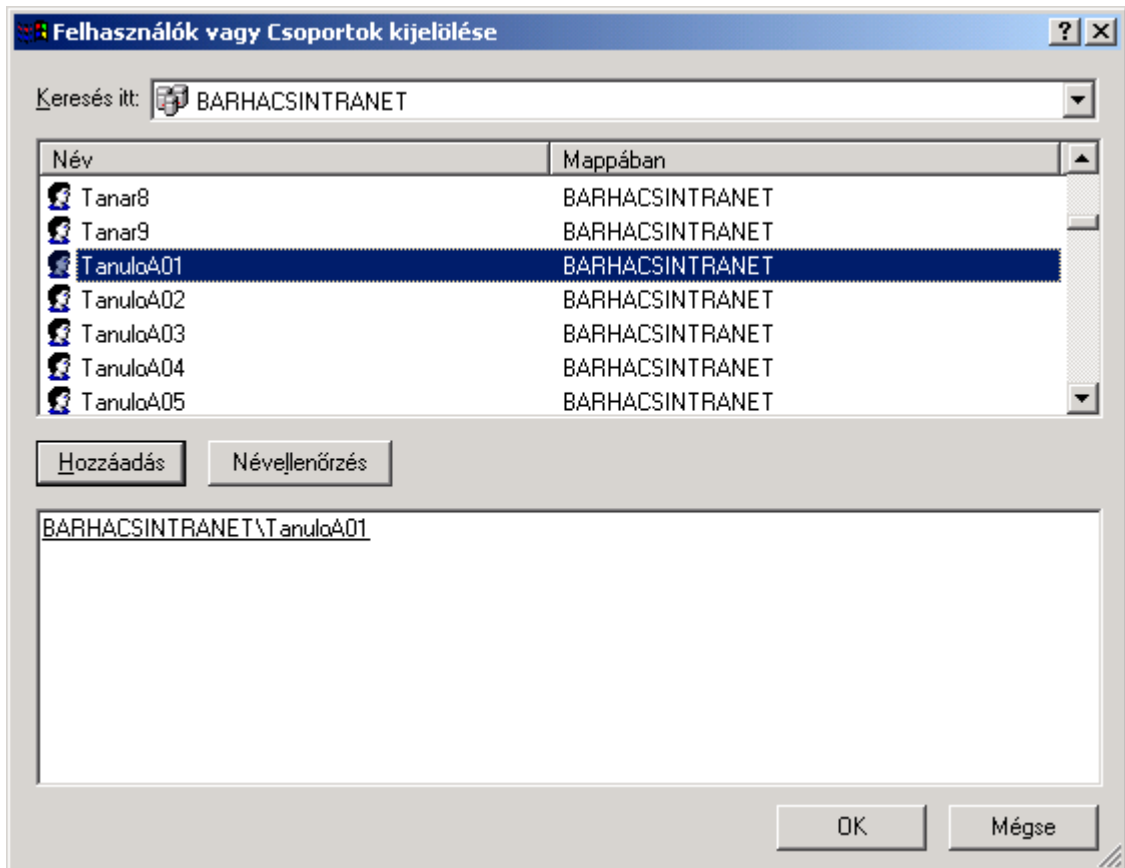 Felhasználók vagy Csoportok kijelölése
Keresés itt: BARHACSINTRANET
Név Mappában
Tanar8 BARHACSINTRANET
Tanar9 BARHACSINTRANET
TanuloA01 BARHACSINTRANET
TanuloA02 BARHACSINTRANET
TanuloA03 BARHACSINTRANET
TanuloA04 BARHACSINTRANET
TanuloA05 BARHACSINTRANET
Hozzáadás Névellenőrzés
BARHACSINTRANET\TanuloA01
OK Mégse